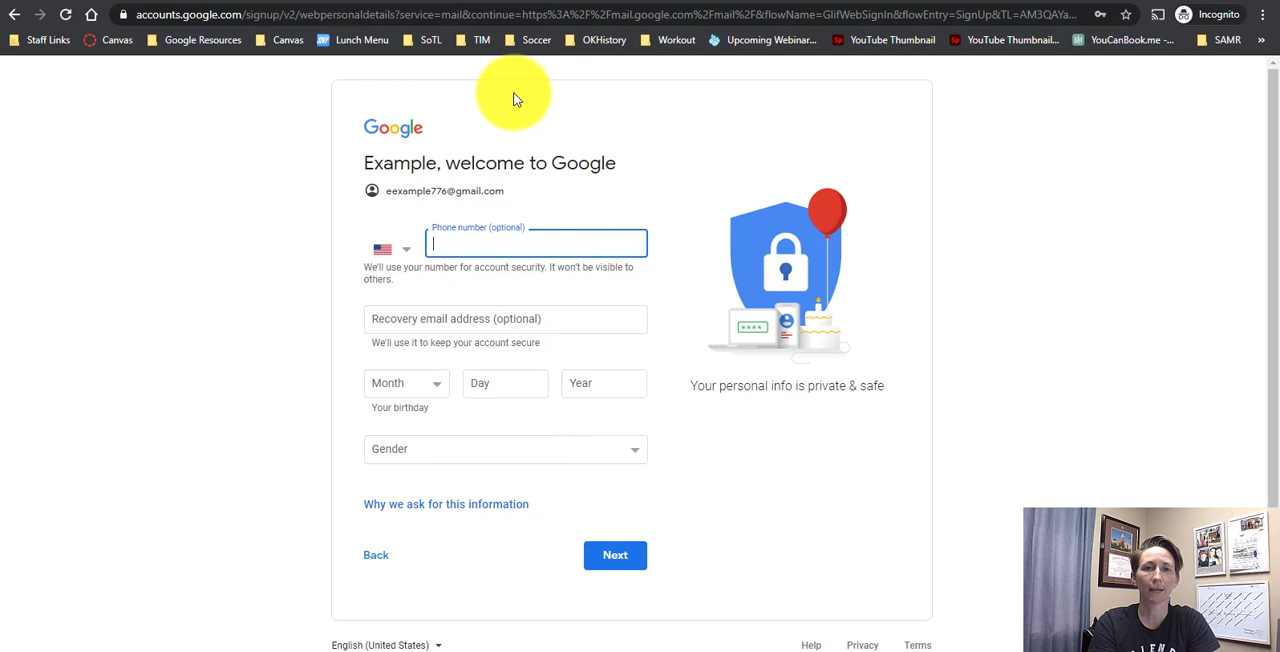 accounts.google.com/signup/v2/webpersonaldetails?service=mail&continue=https%3A%2F%2Fmail.google.com%2Fmail%2F&flowName=GlifWebSignIn&flowEntry=SignUp&TL=AM3QAYa... Incognito
Staff Links Canvas Google Resources Canvas Lunch Menu SoTL TIM Soccer OKHistory Workout Upcoming Webinar... YouTube Thumbnail YouTube Thumbnail... YouCanBook.me -... SAMR »
Google
Example, welcome to Google
eexample776@gmail.com
Phone number (optional)
We'll use your number for account security. It won't be visible to
others.
Recovery email address (optional)
We'll use it to keep your account secure
Month Day Year
Your birthday
Gender
Why we ask for this information
Back Next
****
Your personal info is private & safe
English (United States) Help Privacy Terms